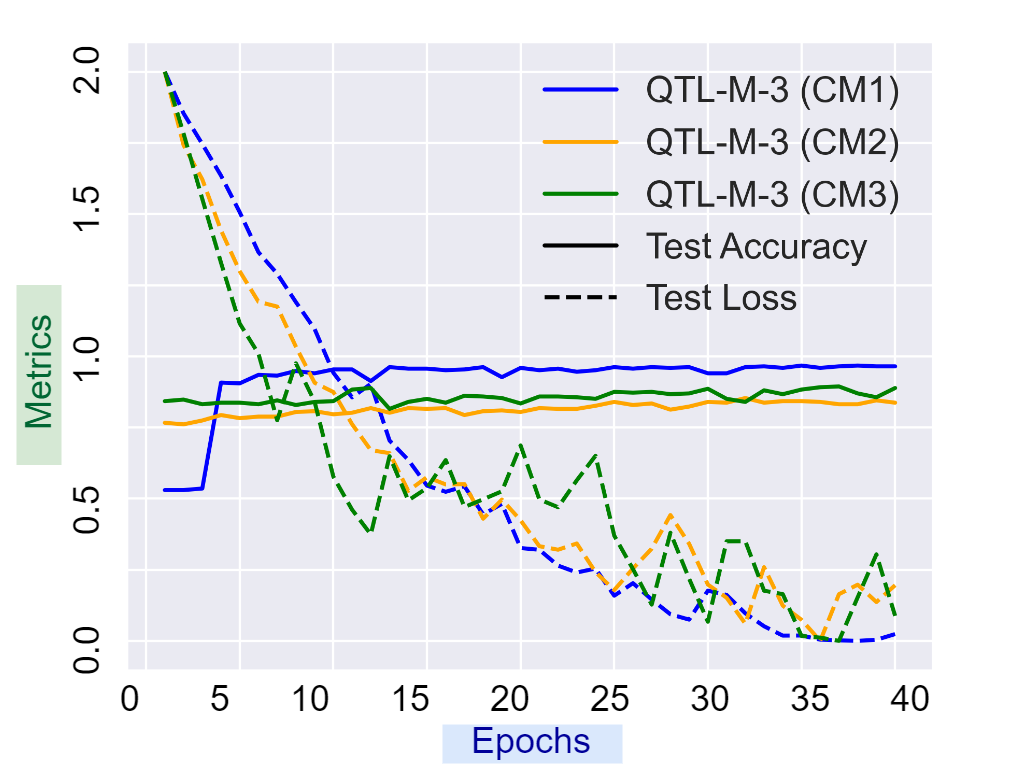 QTL-M-3 (CM1)
QTL-M-3 (CM2)
QTL-M-3 (CM3)
Test Accuracy
Test Loss
Metrics
2.0
1.5
1.0
0.5
0.0
0 5 10 15 20 25 30 35 40
Epochs